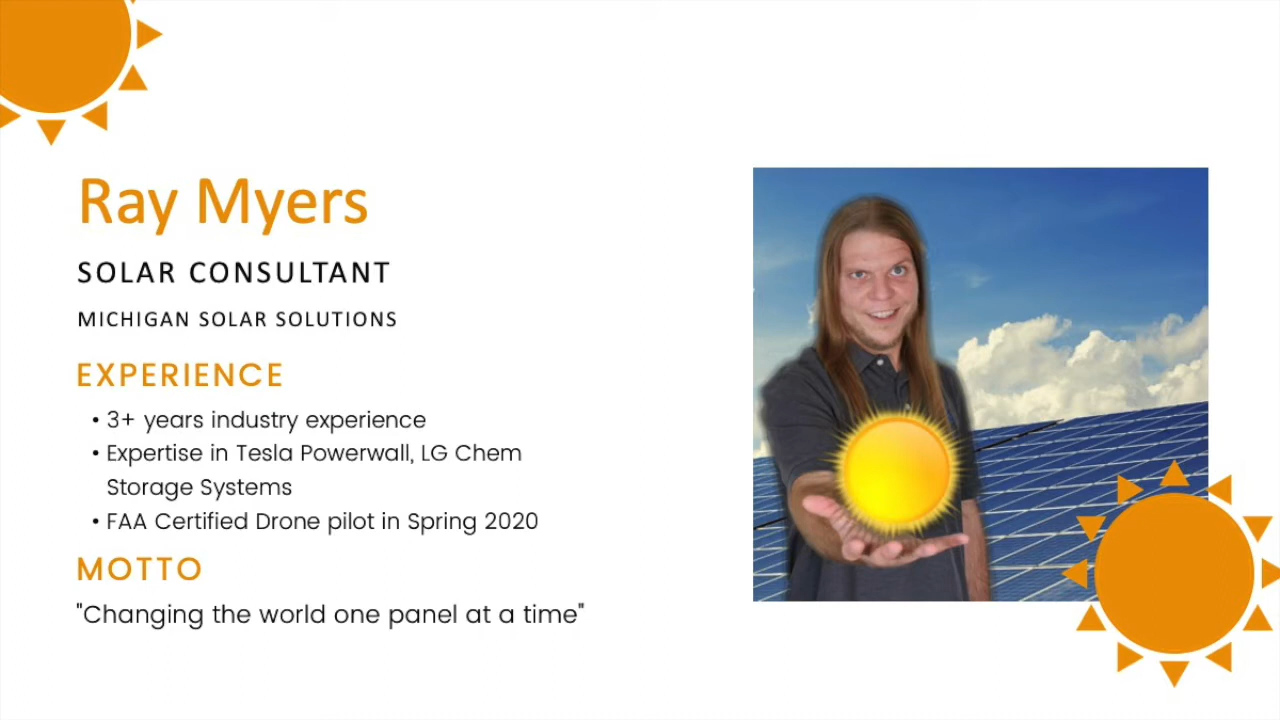 Ray Myers
SOLAR CONSULTANT
MICHIGAN SOLAR SOLUTIONS
EXPERIENCE
• 3+ years industry experience
• Expertise in Tesla Powerwall, LG Chem
Storage Systems
• FAA Certified Drone pilot in Spring 2020
MOTTO
"Changing the world one panel at a time"